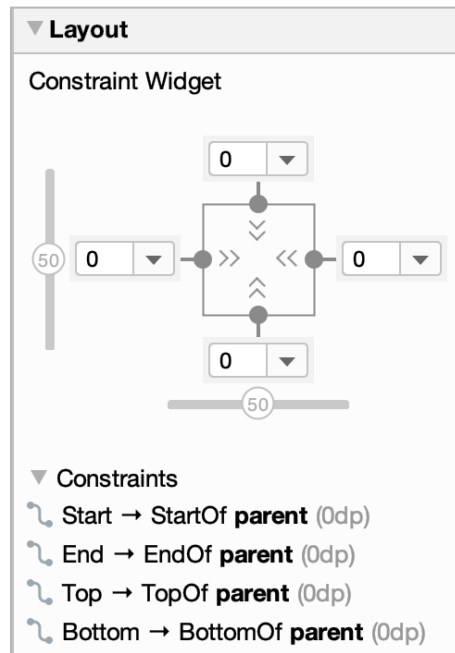 Layout
Constraint Widget
0
50
0
0
0
50
Constraints
Start → StartOf parent (0dp)
End → EndOf parent (0dp)
Top → TopOf parent (0dp)
Bottom → BottomOf parent (0dp)